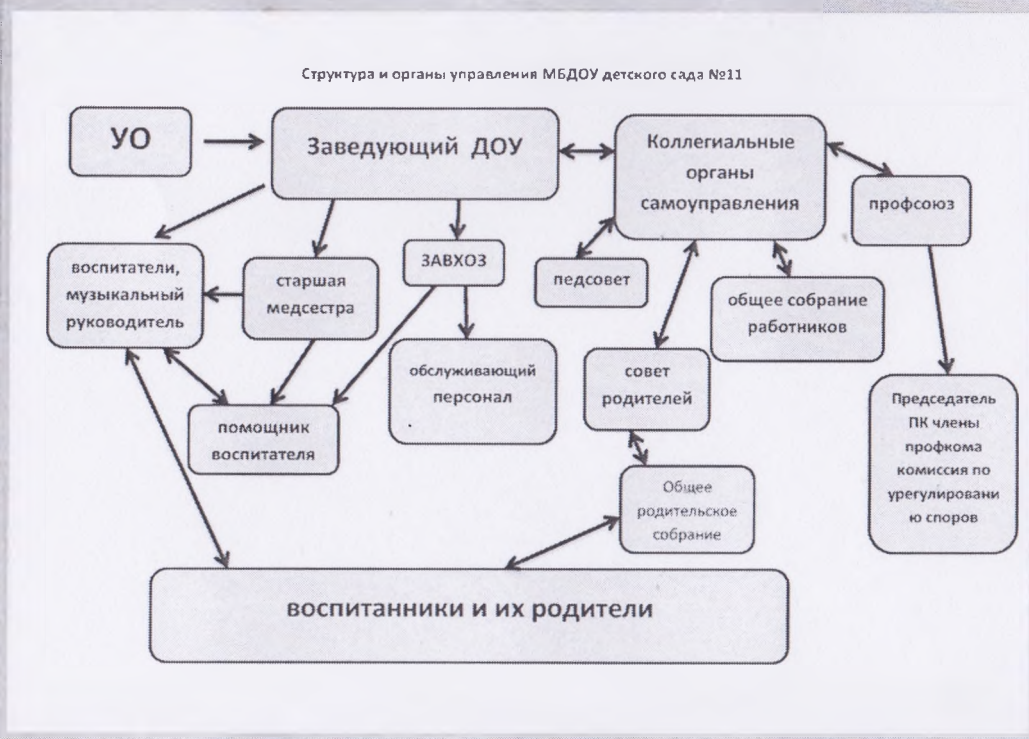 Структура и органы управления МБДОУ детского сада №11
УО
Заведующий ДОУ
Коллегиальные
органы
самоуправления
профсоюз
воспитатели,
музыкальный
руководитель
старшая
медсестра
ЗАВХОЗ
педсовет
общее собрание
работников
обслуживающий
персонал
совет
родителей
Председатель
ПК члены
профкома
комиссия по
урегулировани
ю споров
помощник
воспитателя
Общее
родительское
собрание
воспитанники и их родители